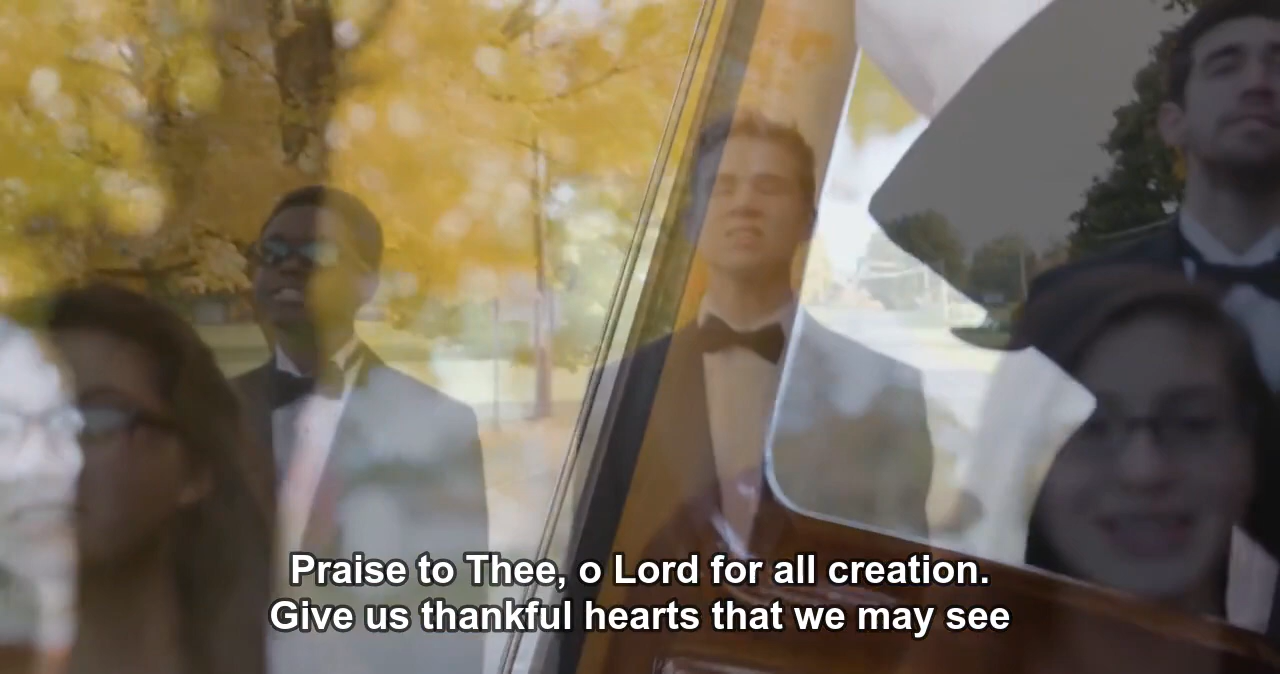 Praise to Thee, o Lord for all creation.
Give us thankful hearts that we may see